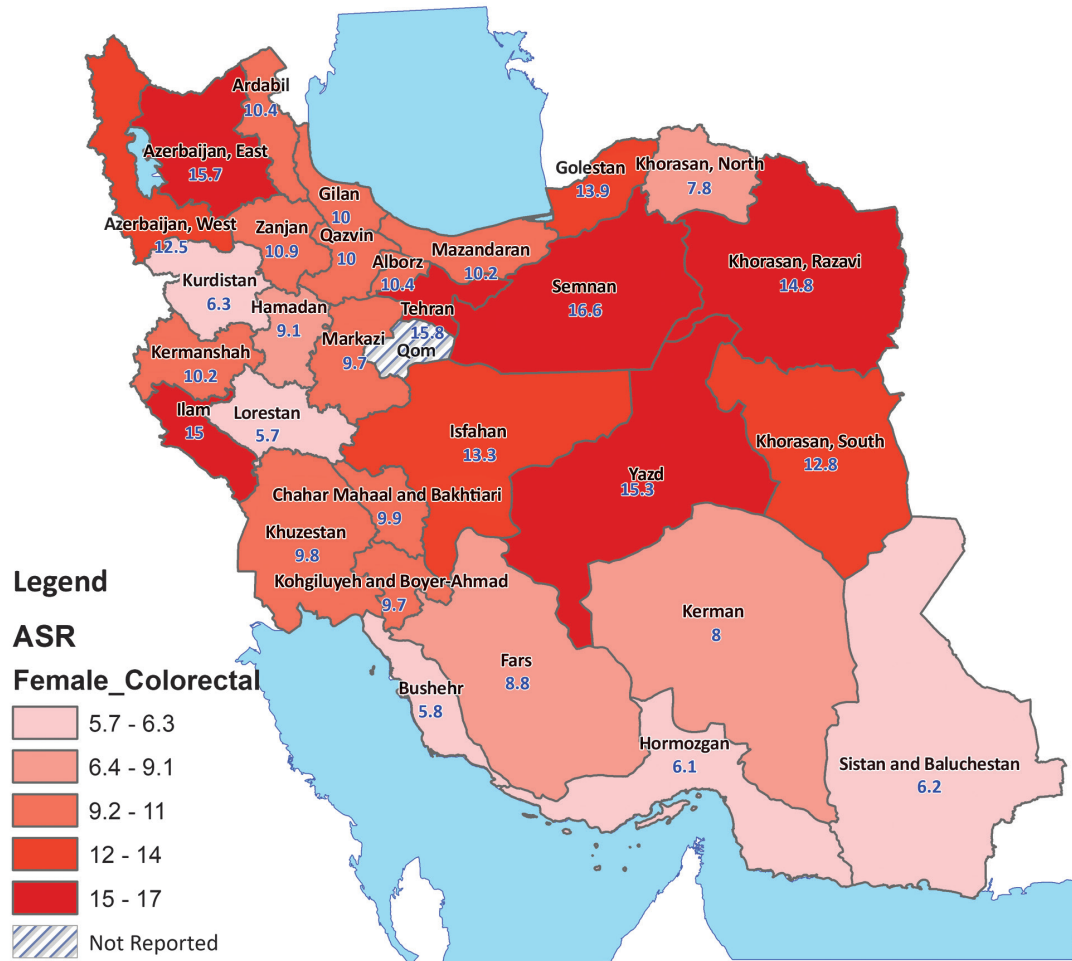 Ardabil
10.4
Azerbaijan, East
15.7
Golestan
13.9
Khorasan, North
7.8
Gilan
10
Azerbaijan, West
12.5
Zanjan
10.9
Qazvin
10
Mazandaran
10.2
Alborz
10.4
Khorasan, Razavi
14.8
Kurdistan
6.3
Semnan
16.6
Hamadan
9.1
Tehran
15.8
Markazi
9.7
Qom
Kermanshah
10.2
Ilam
15
Lorestan
5.7
Isfahan
13.3
Khorasan, South
12.8
Yazd
15.3
Chahar Mahaal and Bakhtiari
9.9
Khuzestan
9.8
Kohgiluyeh and Boyer-Ahmad
9.7
Kerman
8
Fars
8.8
Bushehr
5.8
Hormozgan
6.1
Sistan and Baluchestan
6.2
Legend
ASR
Female_Colorectal
5.7 - 6.3
6.4 - 9.1
9.2 - 11
12 - 14
15 - 17
Not Reported